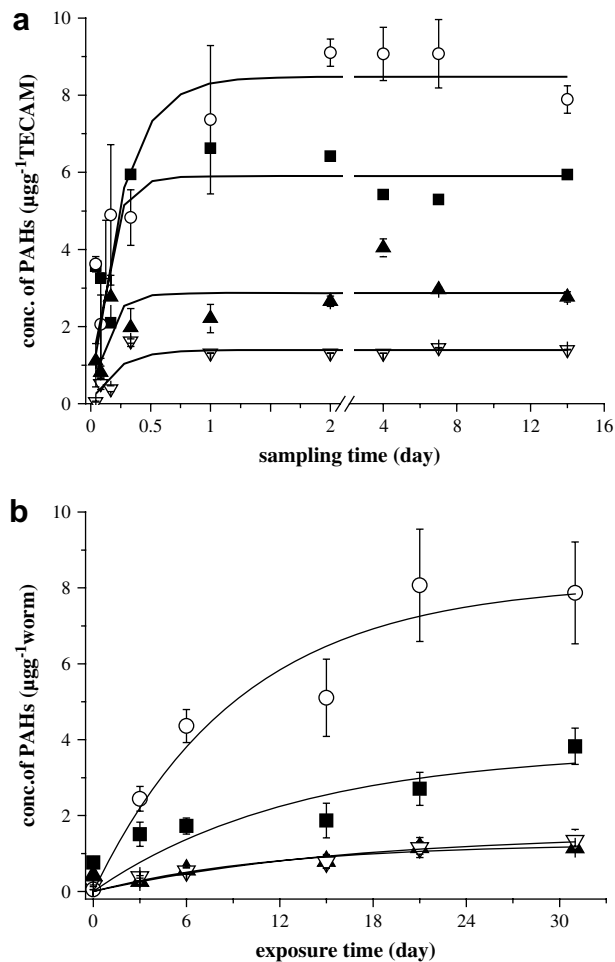 a
conc. of PAHs (μgg⁻¹TECAM)
10
8
6
4
2
0
0 0.5 1 2 4 8 12 16
sampling time (day)
b
conc.of PAHs (μgg⁻¹worm)
10
8
6
4
2
0
0 6 12 18 24 30
exposure time (day)